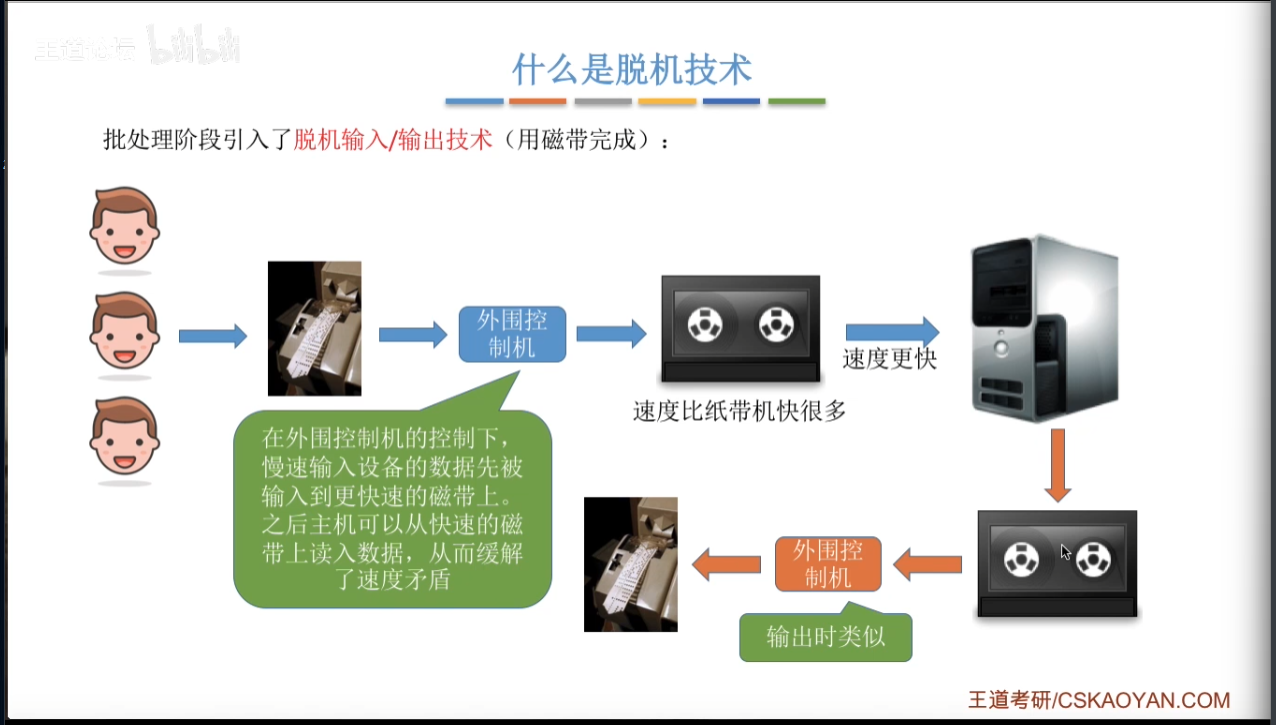 王道论坛 bilibili
什么是脱机技术
批处理阶段引入了脱机输入/输出技术（用磁带完成）：
外围控
制机
速度更快
速度比纸带机快很多
在外围控制机的控制下，
慢速输入设备的数据先被
输入到更快速的磁带上。
之后主机可以从快速的磁
带上读入数据，从而缓解
了速度矛盾
外围控
制机
输出时类似
王道考研/CSKAOYAN.COM